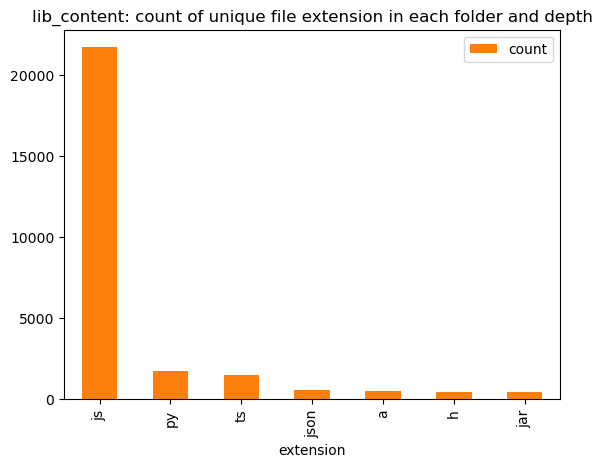 lib_content: count of unique file extension in each folder and depth
count
20000
15000
10000
5000
0
js
py
ts
json
a
h
jar
extension